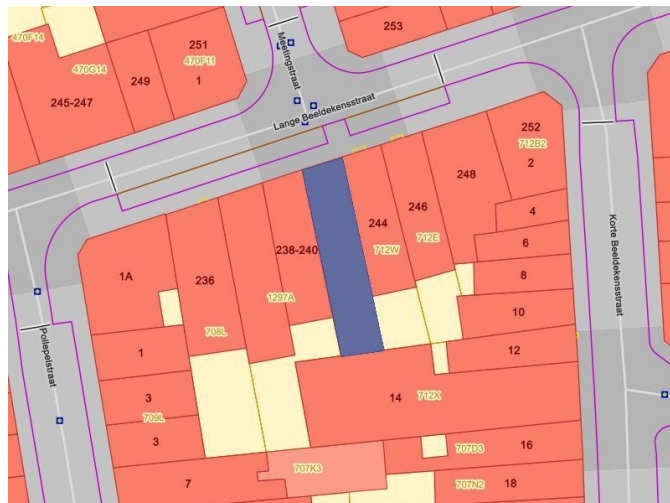 470F14
470G14
245-247
249
251
470F11
1
Meetingstraat
253
Lange Beeldekensstraat
252
712B2
2
248
246
712E
244
712W
4
6
8
10
12
Korte Beeldekensstraat
1A
236
708L
238-240
1297A
Pollepelstraat
1
3
709L
3
14
712X
7
707K3
707D3
16
707N2
18